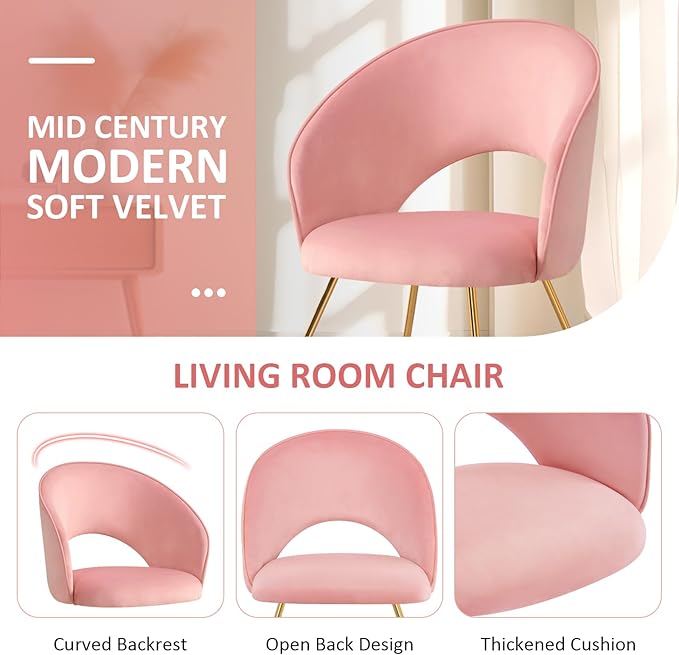 MID CENTURY
MODERN
SOFT VELVET
LIVING ROOM CHAIR
Curved Backrest
Open Back Design
Thickened Cushion